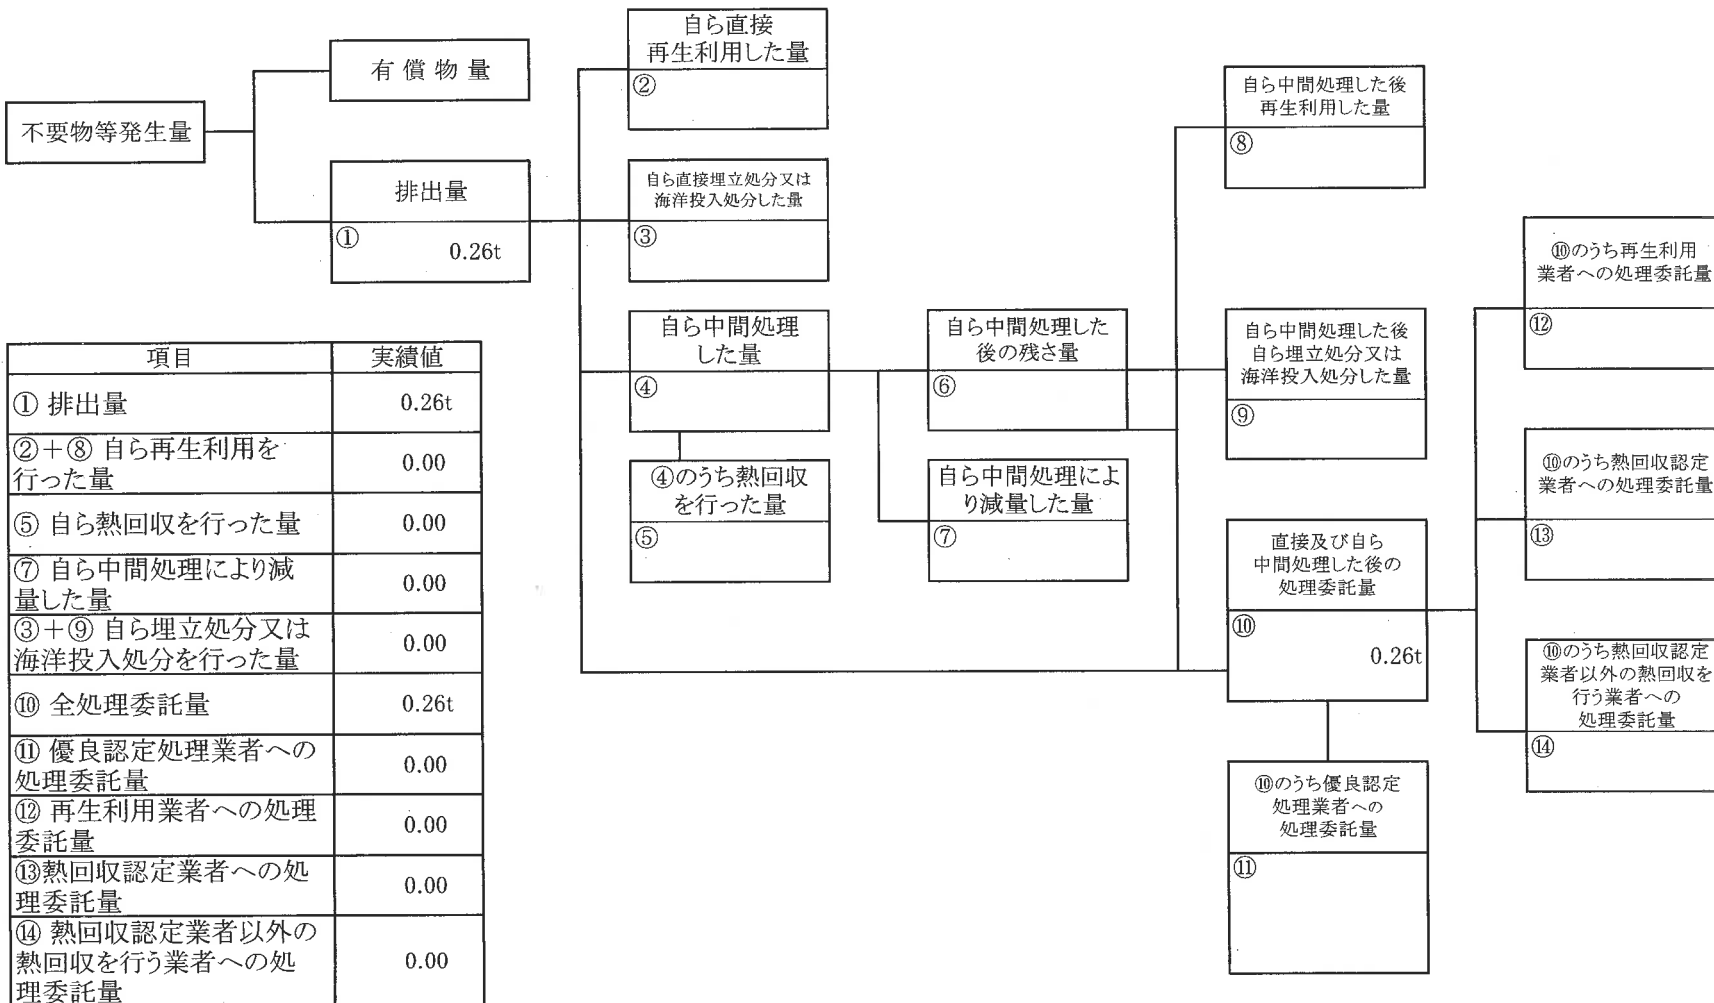 不要物等発生量
有償物量
排出量
①
0.26t
自ら直接
再生利用した量
②
自ら直接埋立処分又は
海洋投入処分した量
③
自ら中間処理
した量
④
④のうち熱回収
を行った量
⑤
自ら中間処理した
後の残さ量
⑥
自ら中間処理によ
り減量した量
⑦
自ら中間処理した後
再生利用した量
⑧
自ら中間処理した後
自ら埋立処分又は
海洋投入処分した量
⑨
直接及び自ら
中間処理した後の
処理委託量
⑩
0.26t
⑩のうち優良認定
処理業者への
処理委託量
⑪
⑩のうち再生利用
業者への処理委託量
⑫
⑩のうち熱回収認定
業者への処理委託量
⑬
⑩のうち熱回収認定
業者以外の熱回収を
行う業者への
処理委託量
⑭
項目 実績値
① 排出量 0.26t
②+⑧ 自ら再生利用を
行った量 0.00
⑤ 自ら熱回収を行った量 0.00
⑦ 自ら中間処理により減
量した量 0.00
③+⑨ 自ら埋立処分又は
海洋投入処分を行った量 0.00
⑩ 全処理委託量 0.26t
⑪ 優良認定処理業者への
処理委託量 0.00
⑫ 再生利用業者への処理
委託量 0.00
⑬熱回収認定業者への処
理委託量 0.00
⑭ 熱回収認定業者以外の
熱回収を行う業者への処 0.00
理委託量